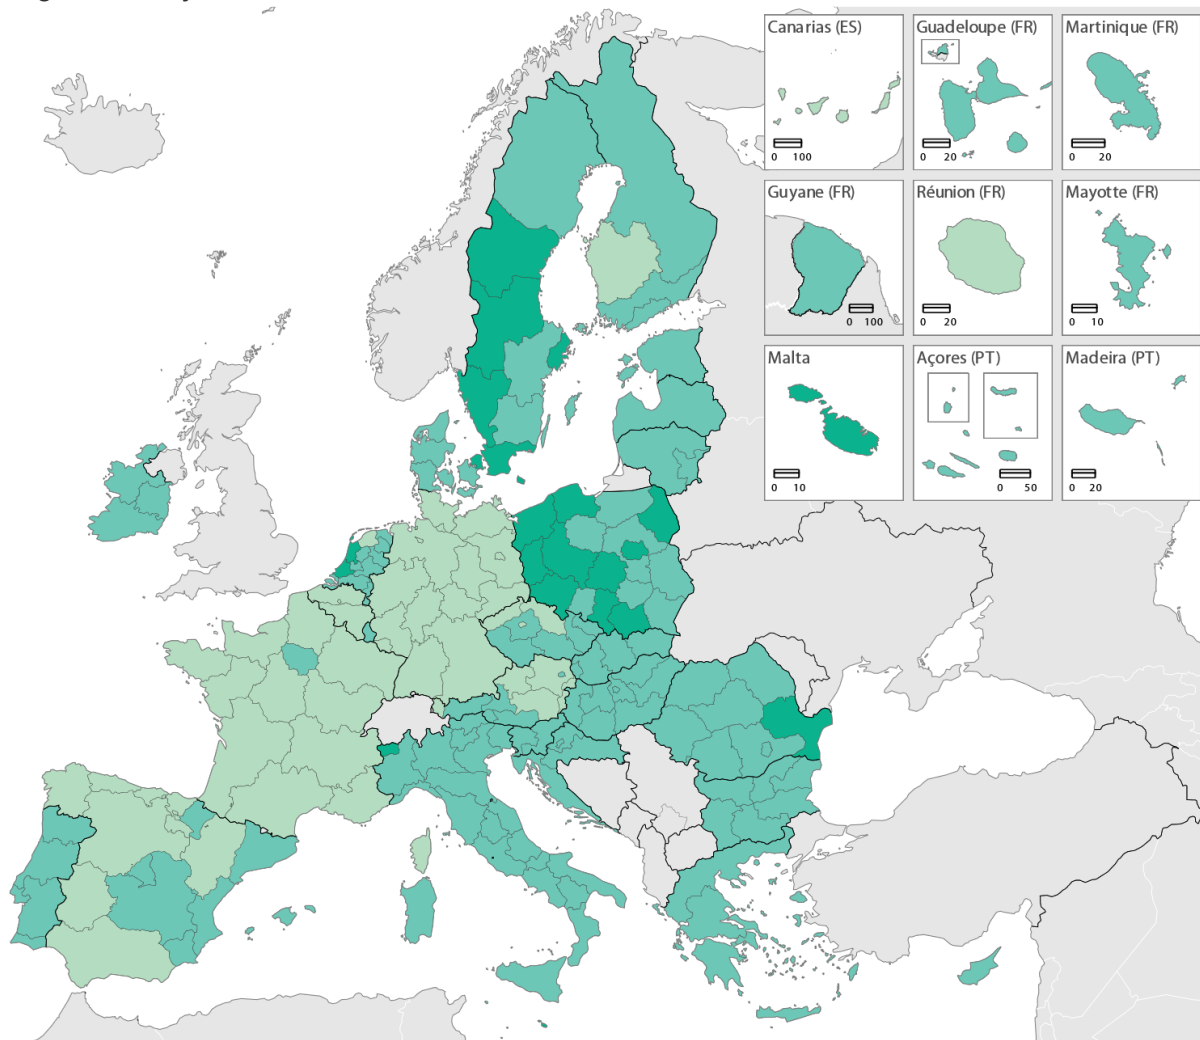 Canarias (ES)
0 100
Guadeloupe (FR)
0 20
Martinique (FR)
0 20
Guyane (FR)
0 100
Réunion (FR)
0 20
Mayotte (FR)
0 10
Malta
0 10
Açores (PT)
0 50
Madeira (PT)
0 20